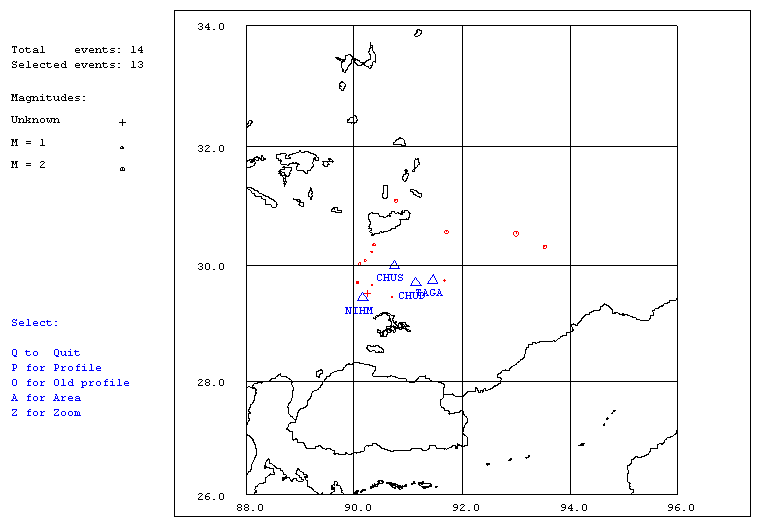 Total    events: 14
Selected events: 13
Magnitudes:
Unknown
M = 1
M = 2
Select:
Q to  Quit
P for Profile
O for Old profile
A for Area
Z for Zoom
34.0
32.0
30.0
28.0
26.0
CHUS
CHUD
TAGA
NIHM
88.0
90.0
92.0
94.0
96.0